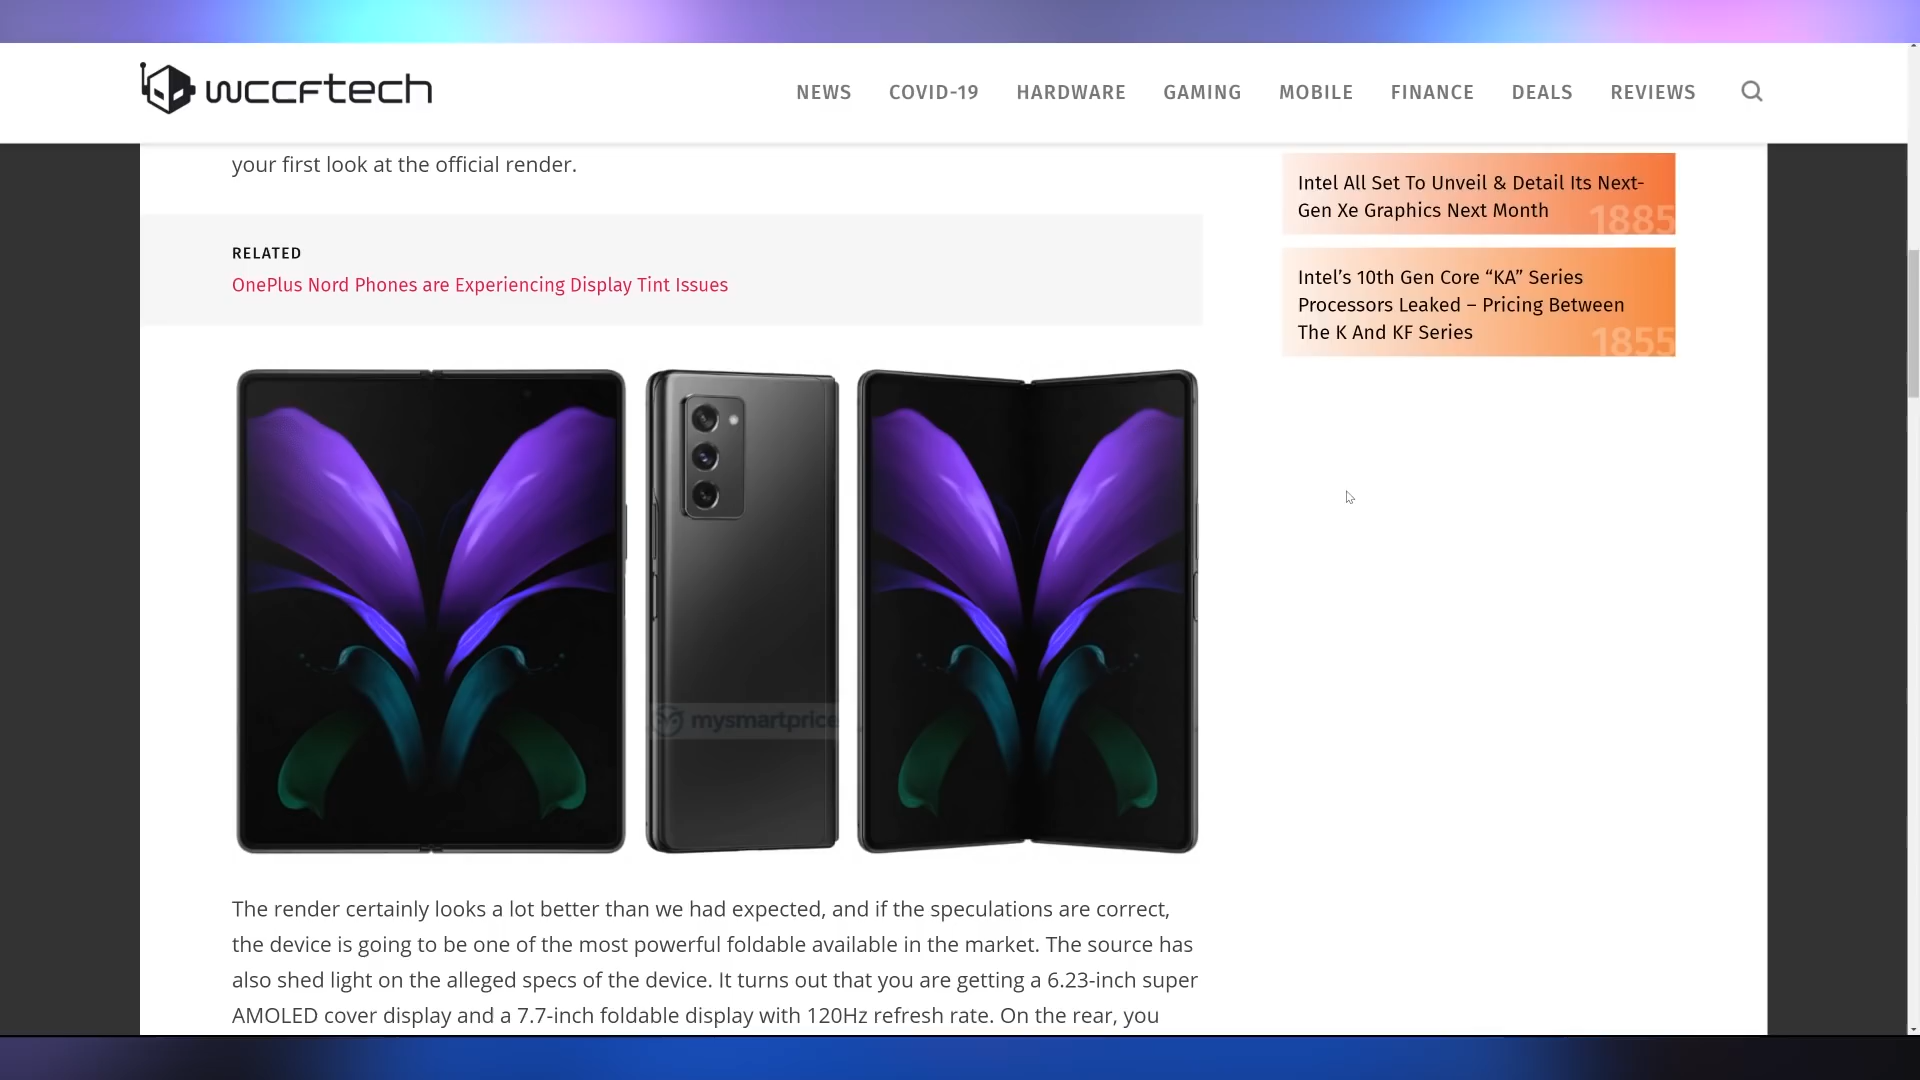 wccftech
NEWS COVID-19 HARDWARE GAMING MOBILE FINANCE DEALS REVIEWS
your first look at the official render.
RELATED
OnePlus Nord Phones are Experiencing Display Tint Issues
mysmartprice
The render certainly looks a lot better than we had expected, and if the speculations are correct,
the device is going to be one of the most powerful foldable available in the market. The source has
also shed light on the alleged specs of the device. It turns out that you are getting a 6.23-inch super
AMOLED cover display and a 7.7-inch foldable display with 120Hz refresh rate. On the rear, you
Intel All Set To Unveil & Detail Its Next-
Gen Xe Graphics Next Month
1885
Intel’s 10th Gen Core “KA” Series
Processors Leaked – Pricing Between
The K And KF Series
1855